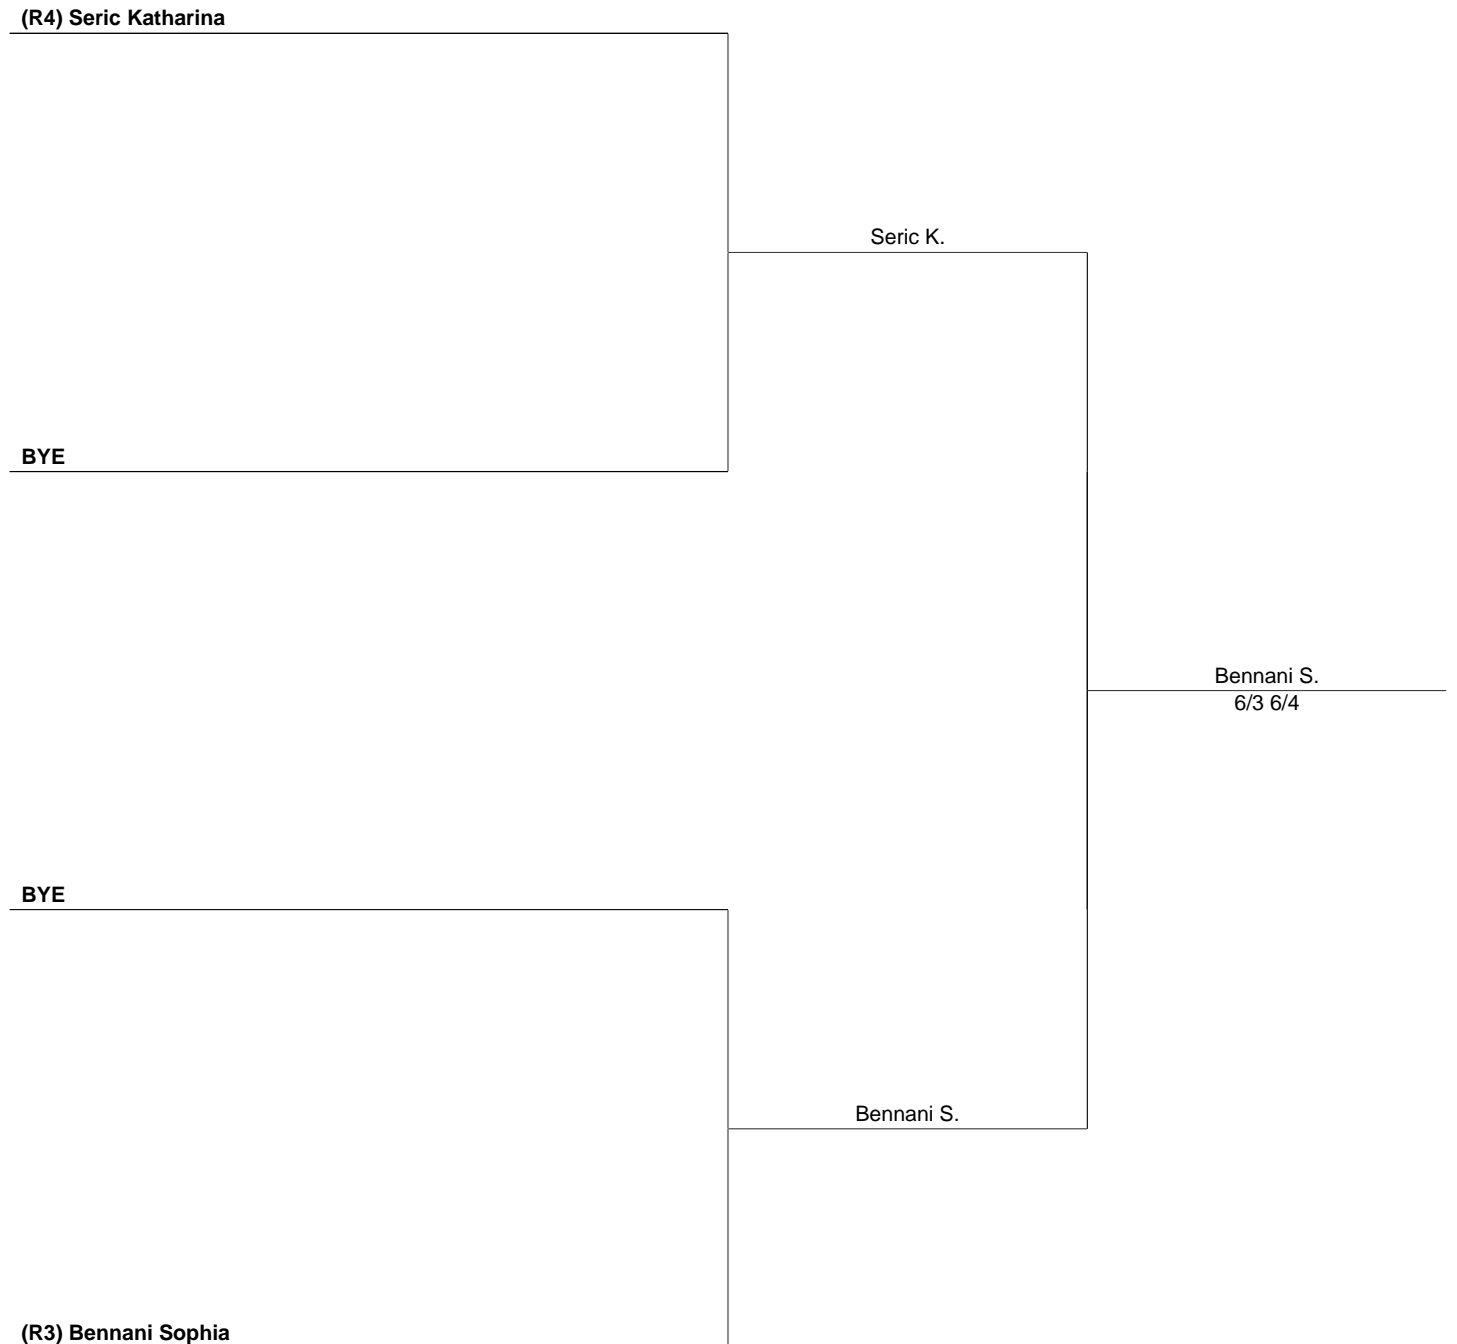 (R4) Seric Katharina
Seric K.
BYE
Bennani S.
6/3 6/4
BYE
Bennani S.
(R3) Bennani Sophia